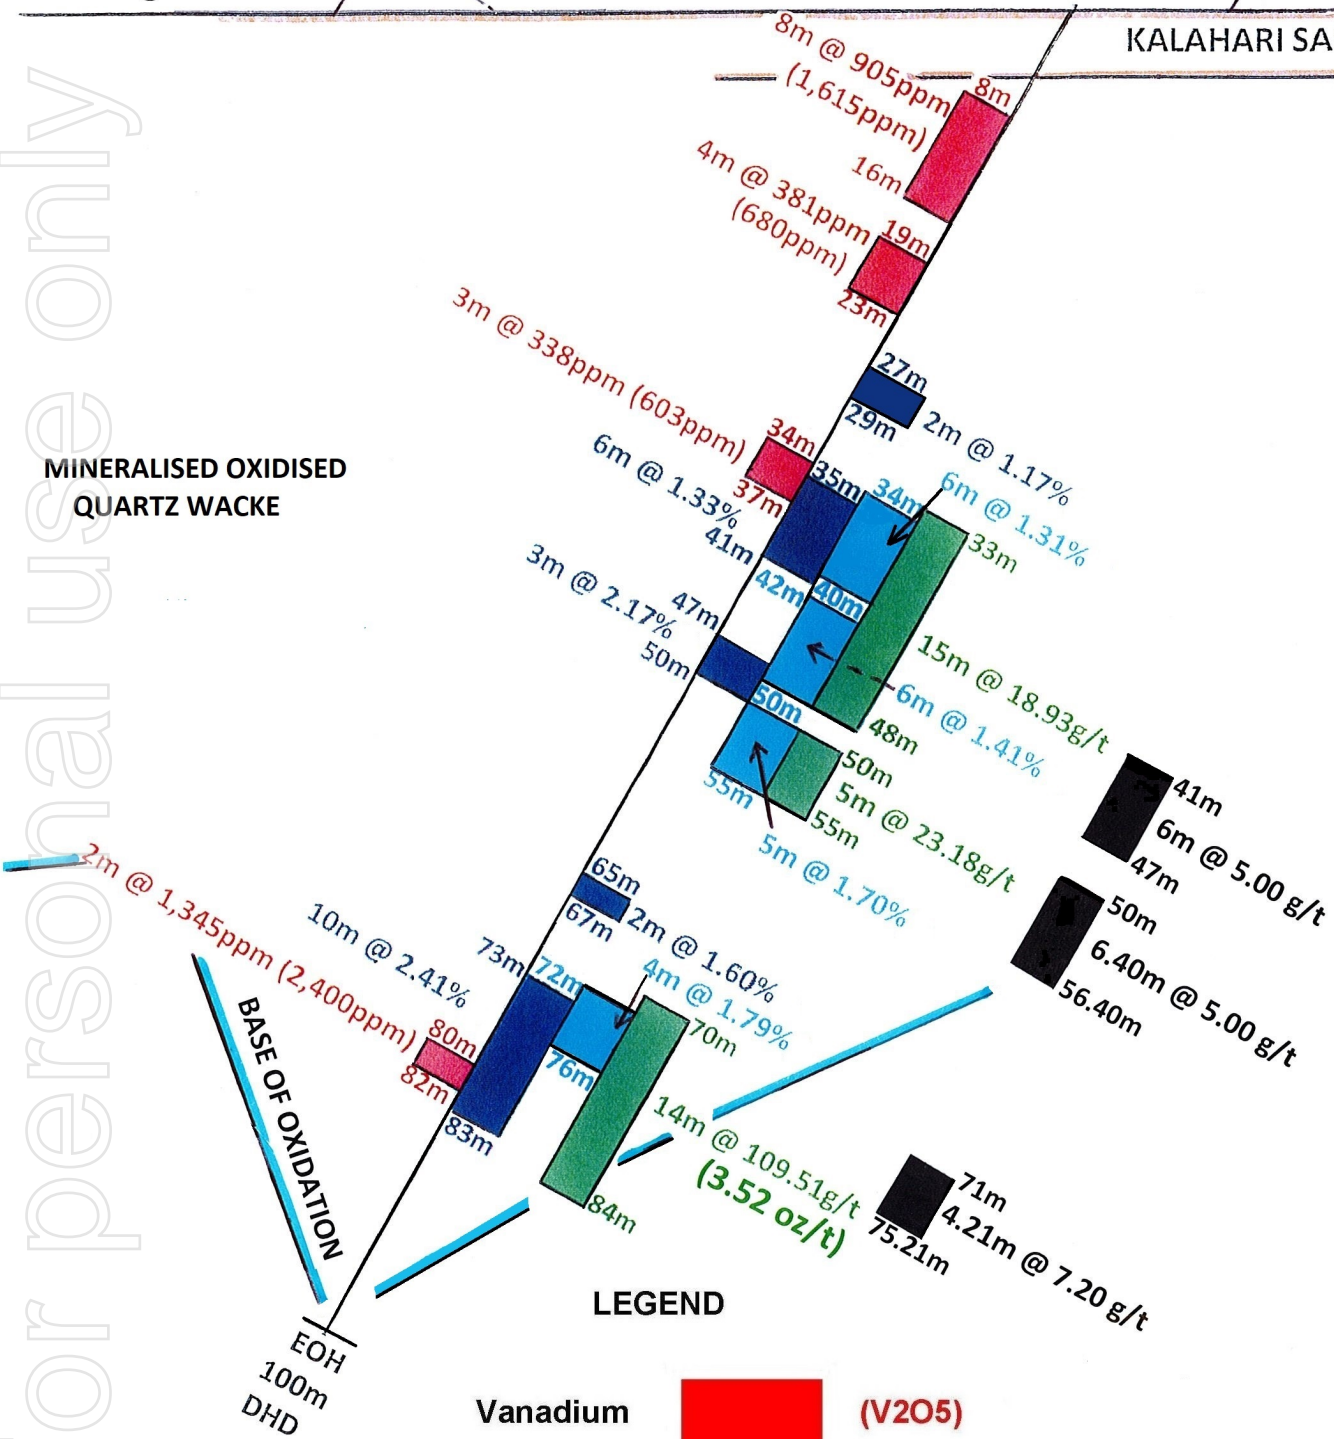 KALAHARI SA
8m @ 905ppm
(1,615ppm)
8m
16m
4m @ 381ppm
(680ppm)
19m
23m
27m
29m
2m @ 1.17%
3m @ 338ppm (603ppm)
34m
37m
MINERALISED OXIDISED
QUARTZ WACKE
6m @ 1.33%
35m
41m
34m
6m @ 1.31%
40m
33m
42m
3m @ 2.17%
47m
50m
15m @ 18.93g/t
6m @ 1.41%
50m
48m
50m
5m @ 23.18g/t
55m
55m
5m @ 1.70%
41m
6m @ 5.00 g/t
47m
50m
6.40m @ 5.00 g/t
56.40m
65m
67m
2m @ 1.60%
2m @ 1,345ppm (2,400ppm)
10m @ 2.41%
73m
72m
4m @ 1.79%
70m
80m
82m
76m
83m
BASE OF OXIDATION
14m @ 109.51g/t
(3.52 oz/t)
84m
71m
4.21m @ 7.20 g/t
75.21m
EOH
100m
DHD
LEGEND
Vanadium (V2O5)
or personal use only